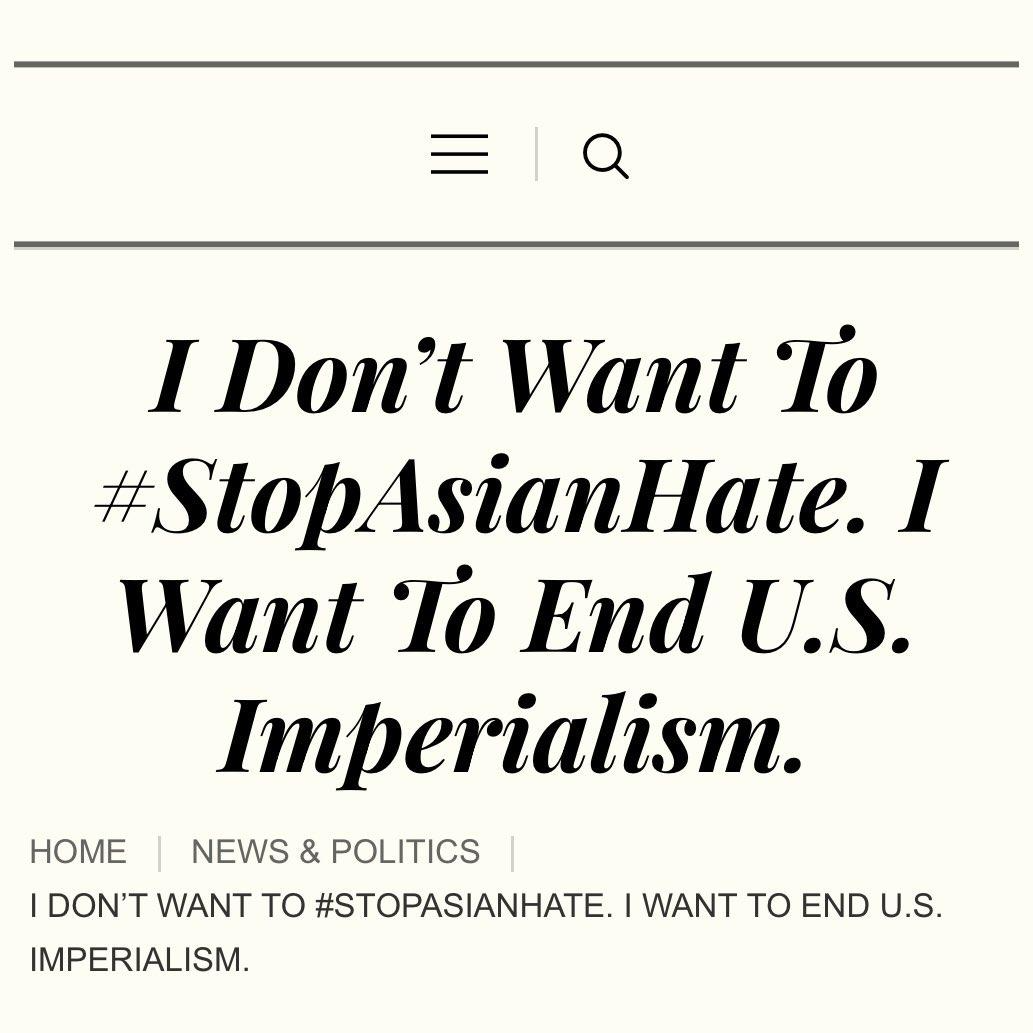 I Don’t Want To
#StopAsianHate. I
Want To End U.S.
Imperialism.
HOME | NEWS & POLITICS |
I DON’T WANT TO #STOPASIANHATE. I WANT TO END U.S.
IMPERIALISM.